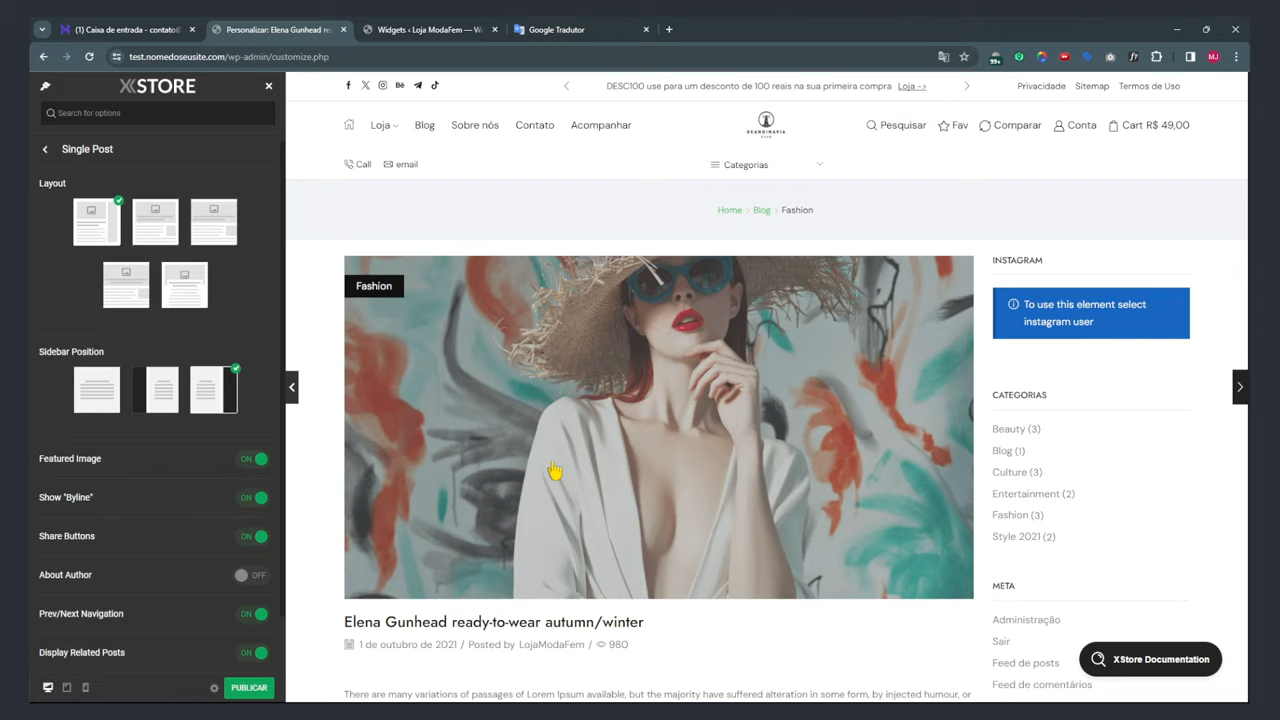 (1) Caixa de entrada - contato@
Personalizar: Elena Gunhead re
Widgets ‹ Loja ModaFem — W
Google Tradutor
test.nomedoseusite.com/wp-admin/customize.php
99+
MJ
XSTORE
Search for options
Single Post
Layout
Sidebar Position
Featured Image
ON
Show "Byline"
ON
Share Buttons
ON
About Author
OFF
Prev/Next Navigation
ON
Display Related Posts
ON
PUBLICAR
DESC100 use para um desconto de 100 reais na sua primeira compra Loja ->
Privacidade
Sitemap
Termos de Uso
Loja
Blog
Sobre nós
Contato
Acompanhar
SCANDINAVIA
CLUB
Pesquisar
Fav
Comparar
Conta
Cart R$ 49,00
Call
email
Categorias
Home > Blog > Fashion
Fashion
Elena Gunhead ready-to-wear autumn/winter
1 de outubro de 2021 / Posted by LojaModaFem / 980
There are many variations of passages of Lorem Ipsum available, but the majority have suffered alteration in some form, by injected humour, or
INSTAGRAM
To use this element select
instagram user
CATEGORIAS
Beauty (3)
Blog (1)
Culture (3)
Entertainment (2)
Fashion (3)
Style 2021 (2)
META
Administração
Sair
Feed de posts
Feed de comentários
XStore Documentation